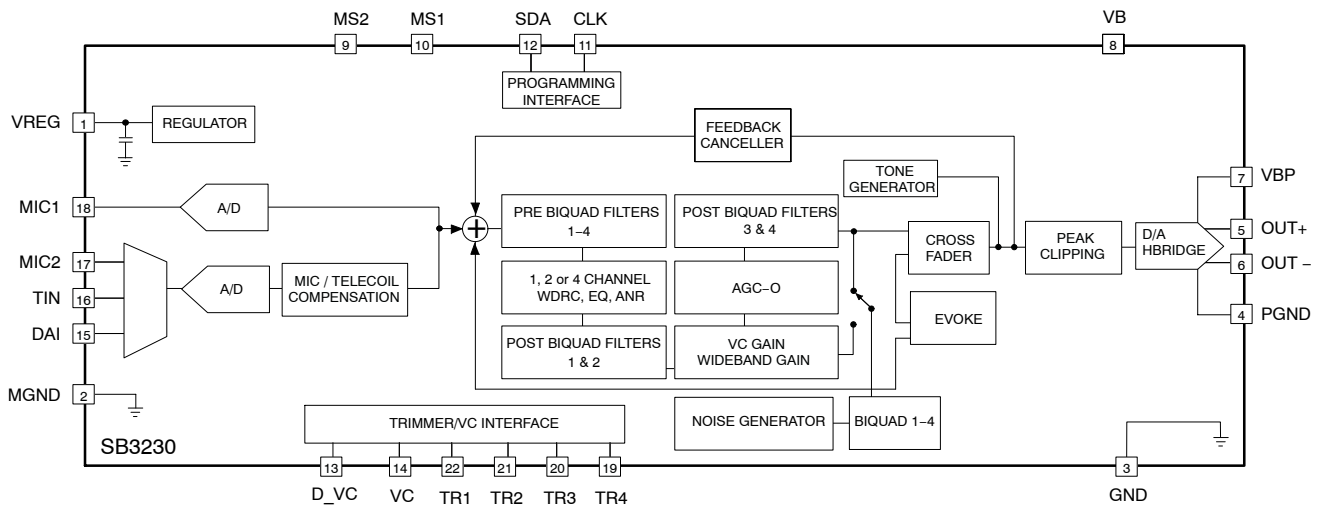 MS2
MS1
SDA
CLK
VB
9
10
12
11
8
PROGRAMMING
INTERFACE
VREG
1
REGULATOR
FEEDBACK
CANCELLER
TONE
GENERATOR
7
VBP
MIC1
18
A/D
PRE BIQUAD FILTERS
1–4
POST BIQUAD FILTERS
3 & 4
CROSS
FADER
PEAK
CLIPPING
D/A
HBRIDGE
5
OUT+
6
OUT –
MIC2
17
TIN
16
DAI
15
A/D
MIC / TELECOIL
COMPENSATION
1, 2 or 4 CHANNEL
WDRC, EQ, ANR
AGC–O
EVOKE
4
PGND
POST BIQUAD FILTERS
1 & 2
VC GAIN
WIDEBAND GAIN
MGND
2
NOISE GENERATOR
BIQUAD 1–4
TRIMMER/VC INTERFACE
SB3230
13
14
22
21
20
19
3
D_VC
VC
TR1
TR2
TR3
TR4
GND